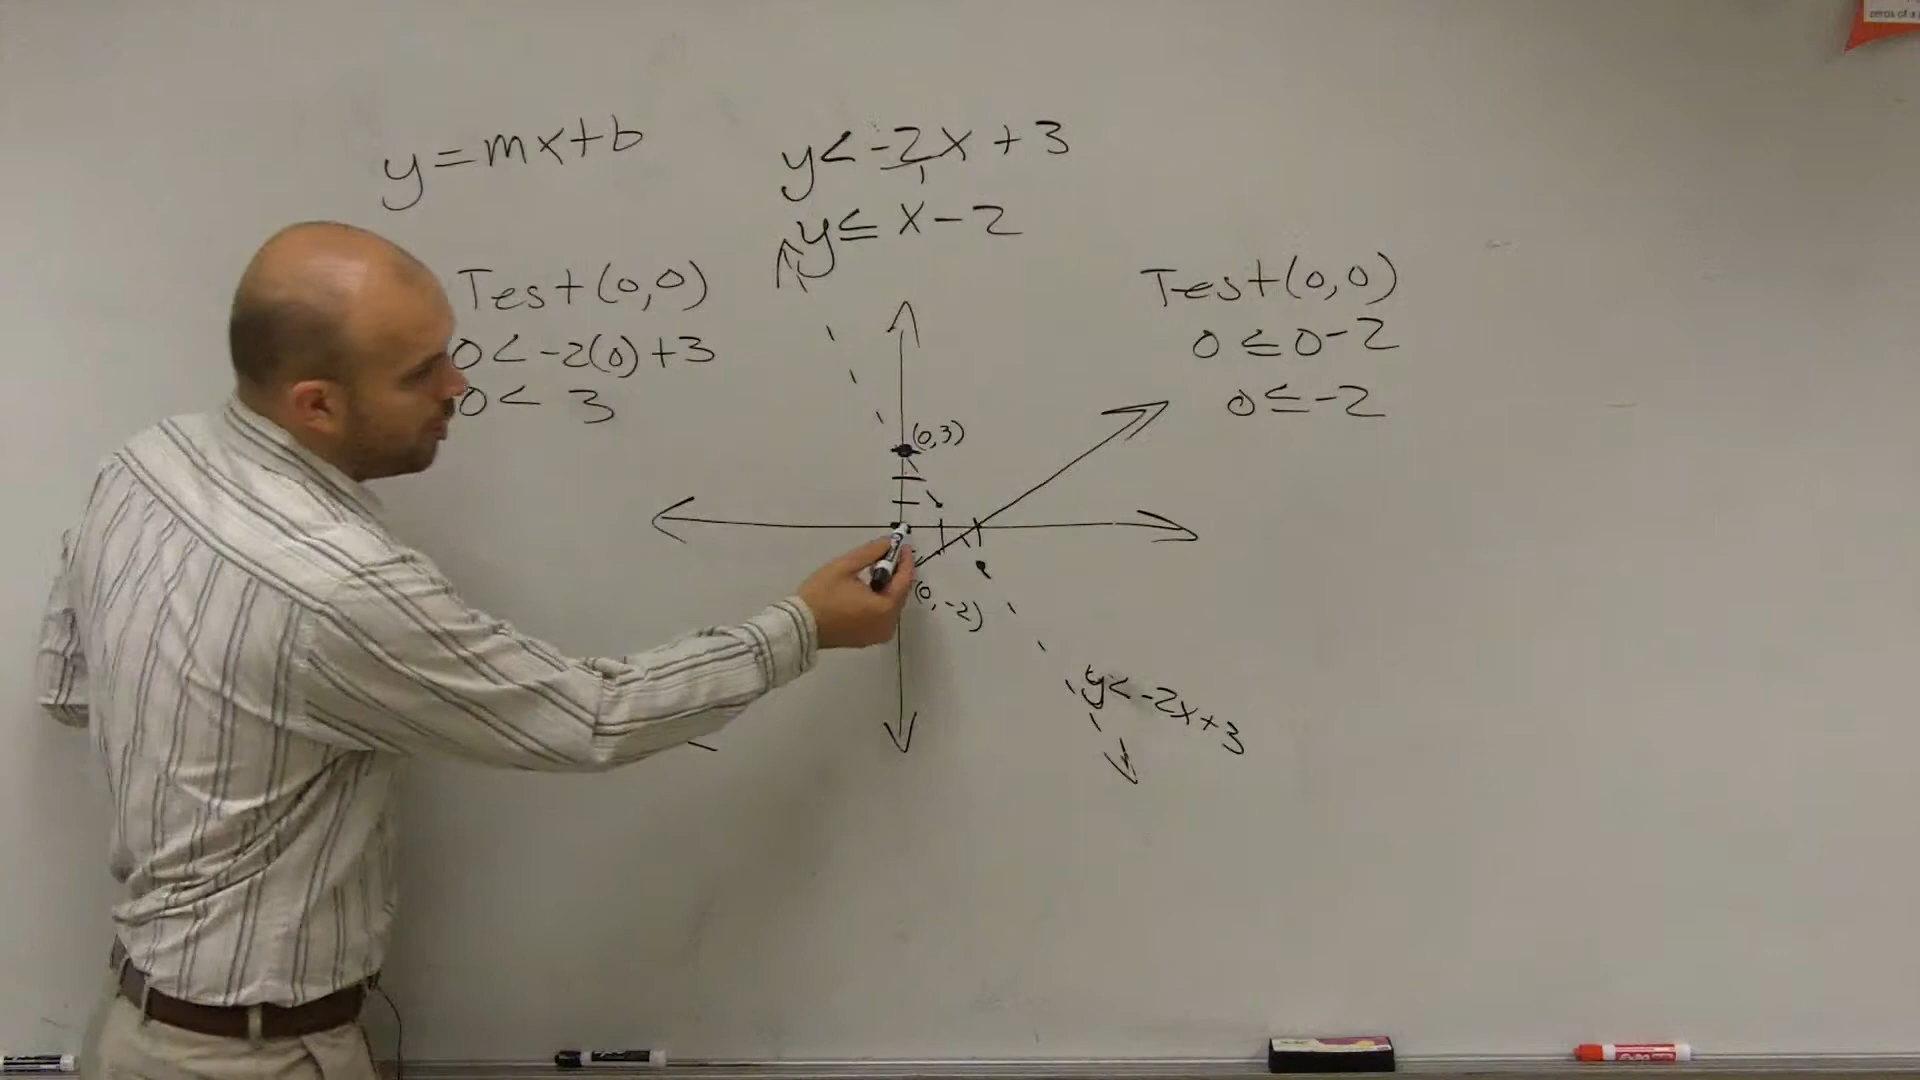 y=mx+b
y<-2x+3
1
y≤x-2
Test(0,0)
0<-2(0)+3
0<3
Test(0,0)
0≤0-2
0≤-2
(0,3)
(0,-2)
y<-2x+3